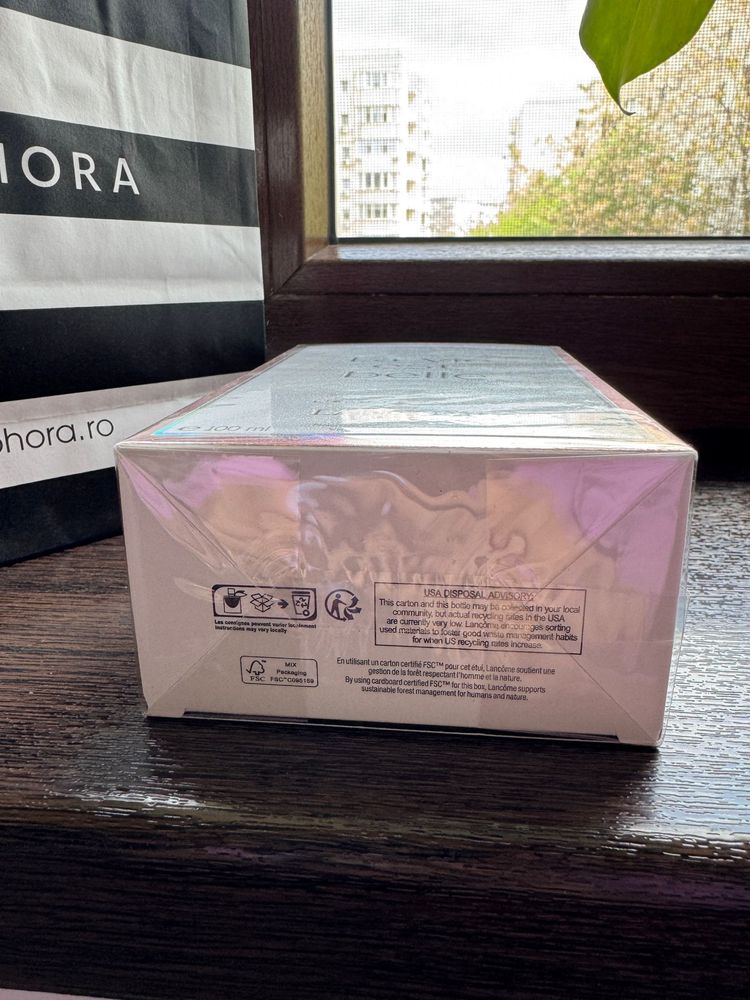 HORA
phora.ro
belle
℮ 100 ml
Les consignes peuvent varier localement
Instructions may vary locally
USA DISPOSAL ADVISORY:
This carton and this bottle may be collected in your local
community, but actual recycling rates in the USA
are currently very low. Lancôme encourages sorting
used materials to foster good waste management habits
for when US recycling rates increase.
FSC
MIX
Packaging
FSC™ C095159
En utilisant un carton certifié FSC™ pour cet étui, Lancôme soutient une
gestion de la forêt respectant l'homme et la nature.
By using cardboard certified FSC™ for this box, Lancôme supports
sustainable forest management for humans and nature.